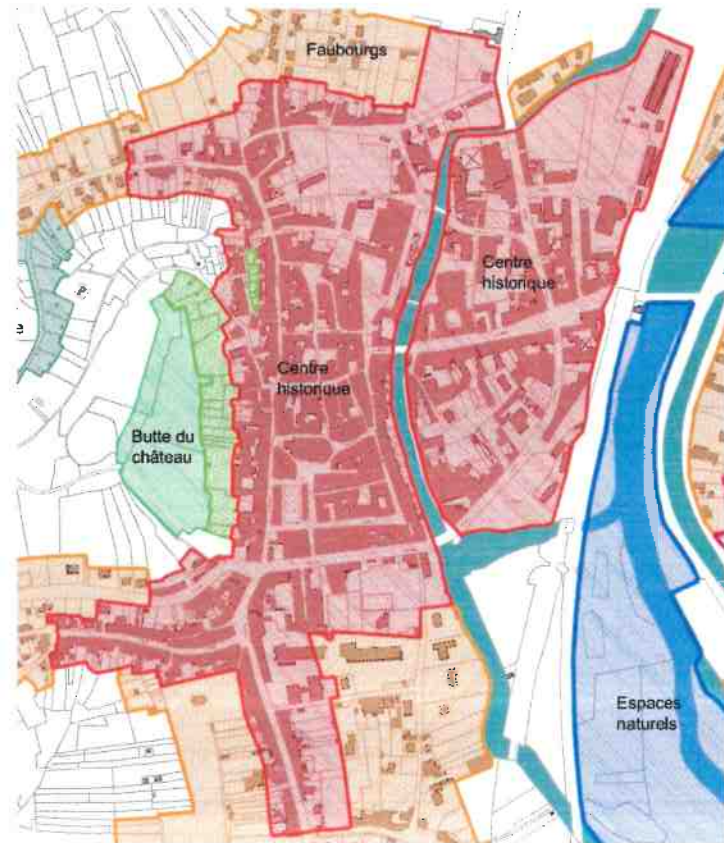 Faubourgs
Centre
historique
Centre
historique
Butte du
château
Espaces
naturels
P
e